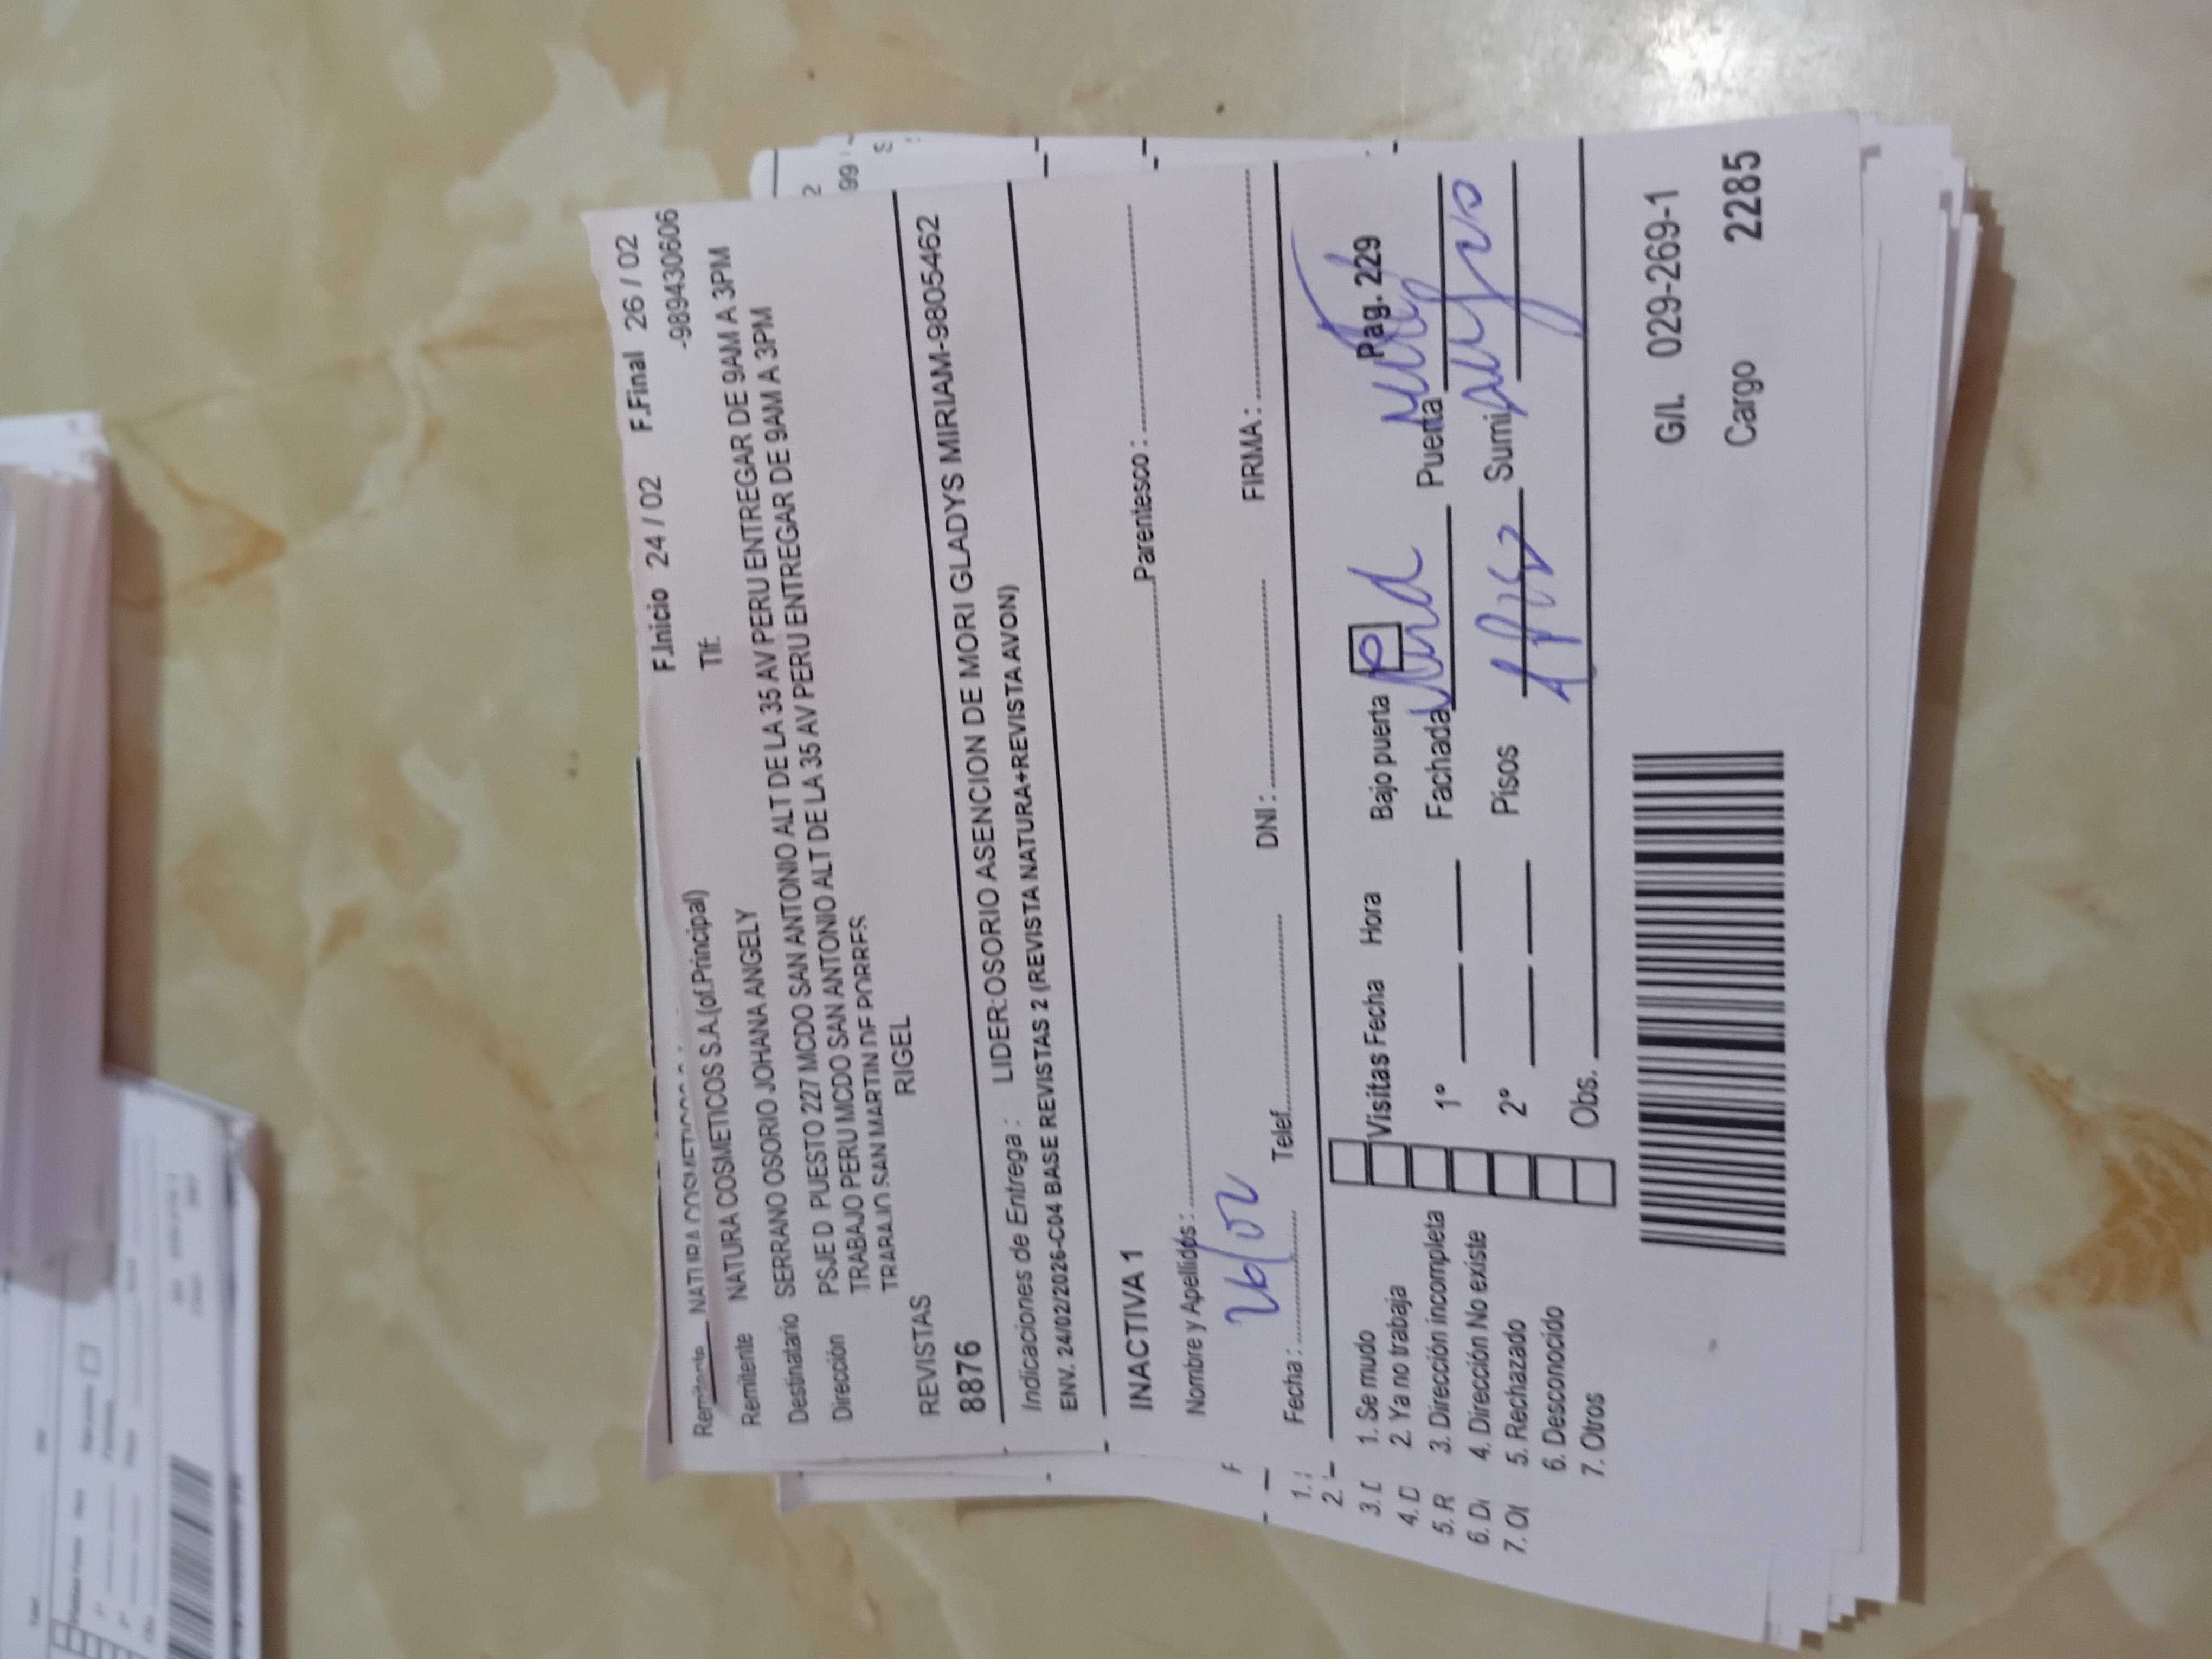 F.Inicio 24 / 02 F.Final 26 / 02
Remitente NATURA COSMETICOS S.A.(of.Principal) Tlf. -989430606
Destinatario SERRANO OSORIO JOHANA ANGELY
Dirección PSJE D PUESTO 227 MCDO SAN ANTONIO ALT DE LA 35 AV PERU ENTREGAR DE 9AM A 3PM
TRABAJO PERU MCDO SAN ANTONIO ALT DE LA 35 AV PERU ENTREGAR DE 9AM A 3PM
SAN MARTIN DE PORRES
REVISTAS RIGEL
8876 LIDER:OSORIO ASENCION DE MORI GLADYS MIRIAM-9805462
Indicaciones de Entrega :
ENV. 24/02/2026-C04 BASE REVISTAS 2 (REVISTA NATURA+REVISTA AVON)
INACTIVA 1
Nombre y Apellidos : Parentesco :
26/02
Fecha : Telef. DNI : FIRMA :
1. Se mudo Visitas Fecha Hora Bajo puerta Pag. 229
2. Ya no trabaja
3. Dirección incompleta 1° Fachada Puerta
4. Dirección No existe
5. Rechazado 2° Pisos Sumi
6. Desconocido
7. Otros Obs.
G/L 029-269-1
Cargo 2285